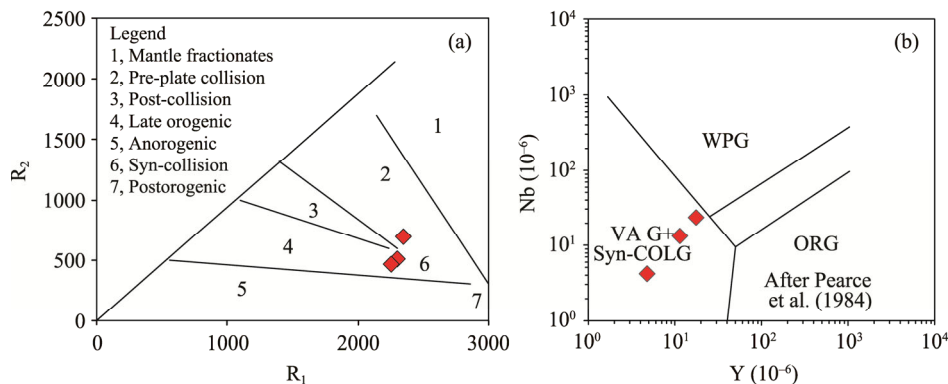 2500
2000
1500
1000
500
0
R2
Legend
1, Mantle fractionates
2, Pre-plate collision
3, Post-collision
4, Late orogenic
5, Anorogenic
6, Syn-collision
7, Postorogenic
(a)
1
2
3
4
5
6
7
0 1000 2000 3000
R1
10^4
10^3
10^2
10^1
10^0
Nb (10^-6)
(b)
WPG
VA G+
Syn-COLG
ORG
After Pearce
et al. (1984)
10^0 10^1 10^2 10^3 10^4
Y (10^-6)